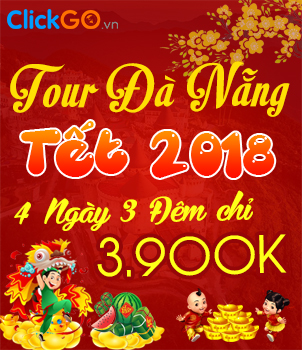 ClickGO.vn
Tour Đà Nẵng
Tết 2018
4 Ngày 3 Đêm chỉ
3.900K